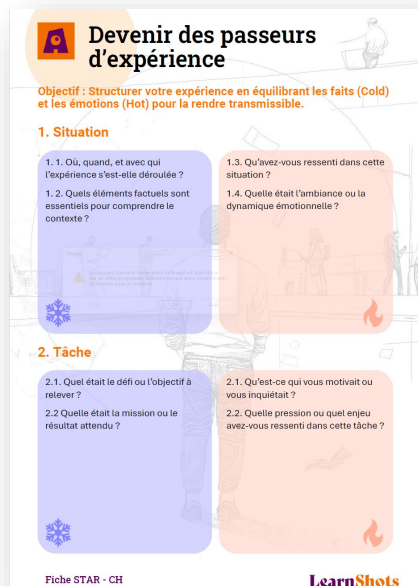 Devenir des passeurs
d’expérience
Objectif : Structurer votre expérience en équilibrant les faits (Cold)
et les émotions (Hot) pour la rendre transmissible.
1. Situation
1. 1. Où, quand, et avec qui
l’expérience s’est-elle déroulée ?
1. 2. Quels éléments factuels sont
essentiels pour comprendre le
contexte ?
1.3. Qu’avez-vous ressenti dans cette
situation ?
1.4. Quelle était l’ambiance ou la
dynamique émotionnelle ?
2. Tâche
2.1. Quel était le défi ou l’objectif à
relever ?
2.2 Quelle était la mission ou le
résultat attendu ?
2.1. Qu’est-ce qui vous motivait ou
vous inquiétait ?
2.2. Quelle pression ou quel enjeu
avez-vous ressenti dans cette tâche ?
Fiche STAR - CH
LearnShots